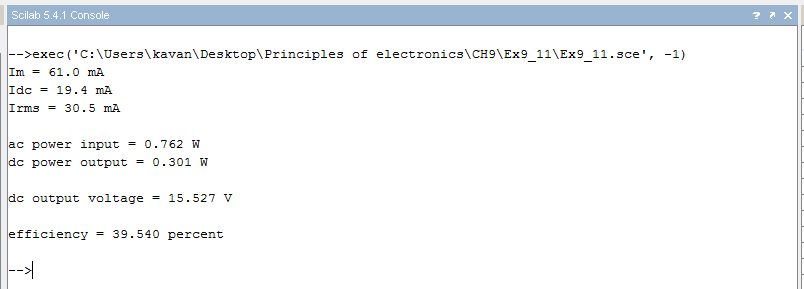 Scilab 5.4.1 Console
-->exec('C:\Users\kavan\Desktop\Principles of electronics\CH9\Ex9_11\Ex9_11.sce', -1)
Im = 61.0 mA
Idc = 19.4 mA
Irms = 30.5 mA
ac power input = 0.762 W
dc power output = 0.301 W
dc output voltage = 15.527 V
efficiency = 39.540 percent
-->